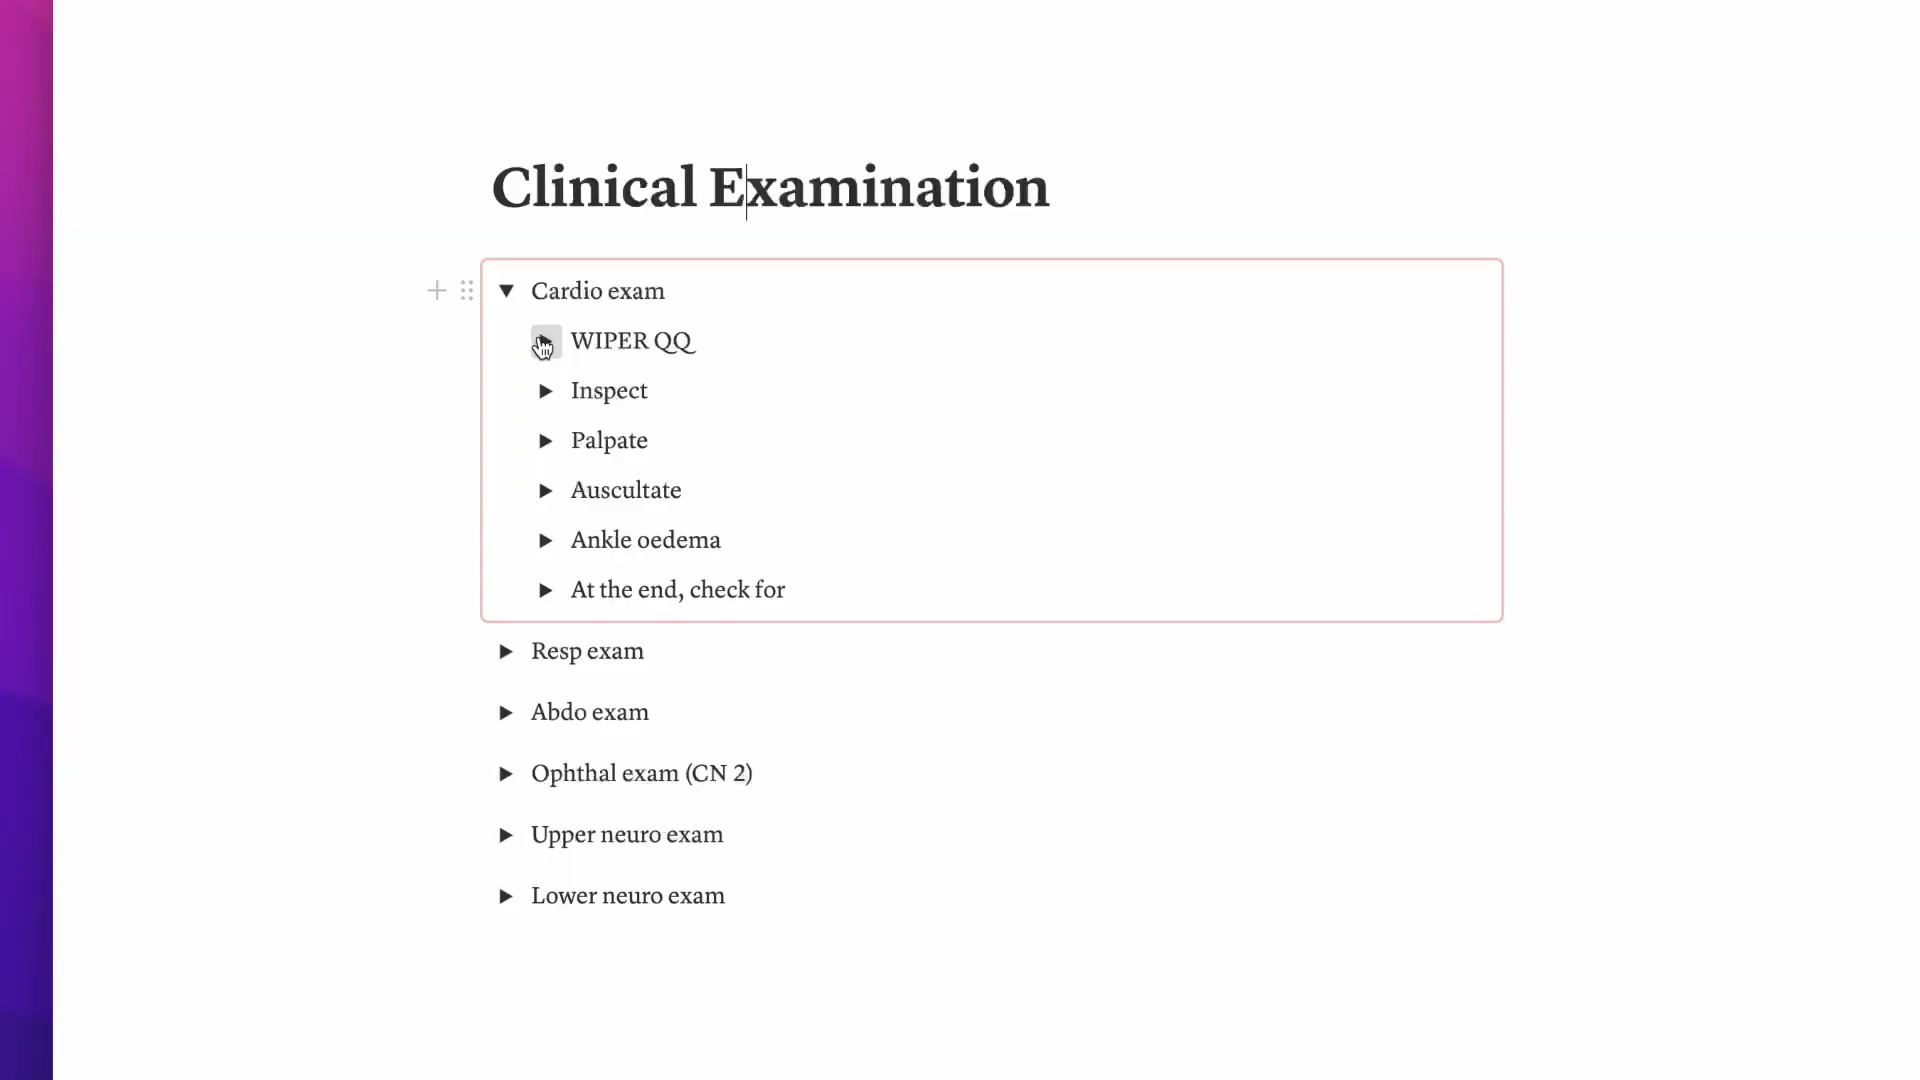 Clinical Examination
Cardio exam
WIPER QQ
Inspect
Palpate
Auscultate
Ankle oedema
At the end, check for
Resp exam
Abdo exam
Ophthal exam (CN 2)
Upper neuro exam
Lower neuro exam